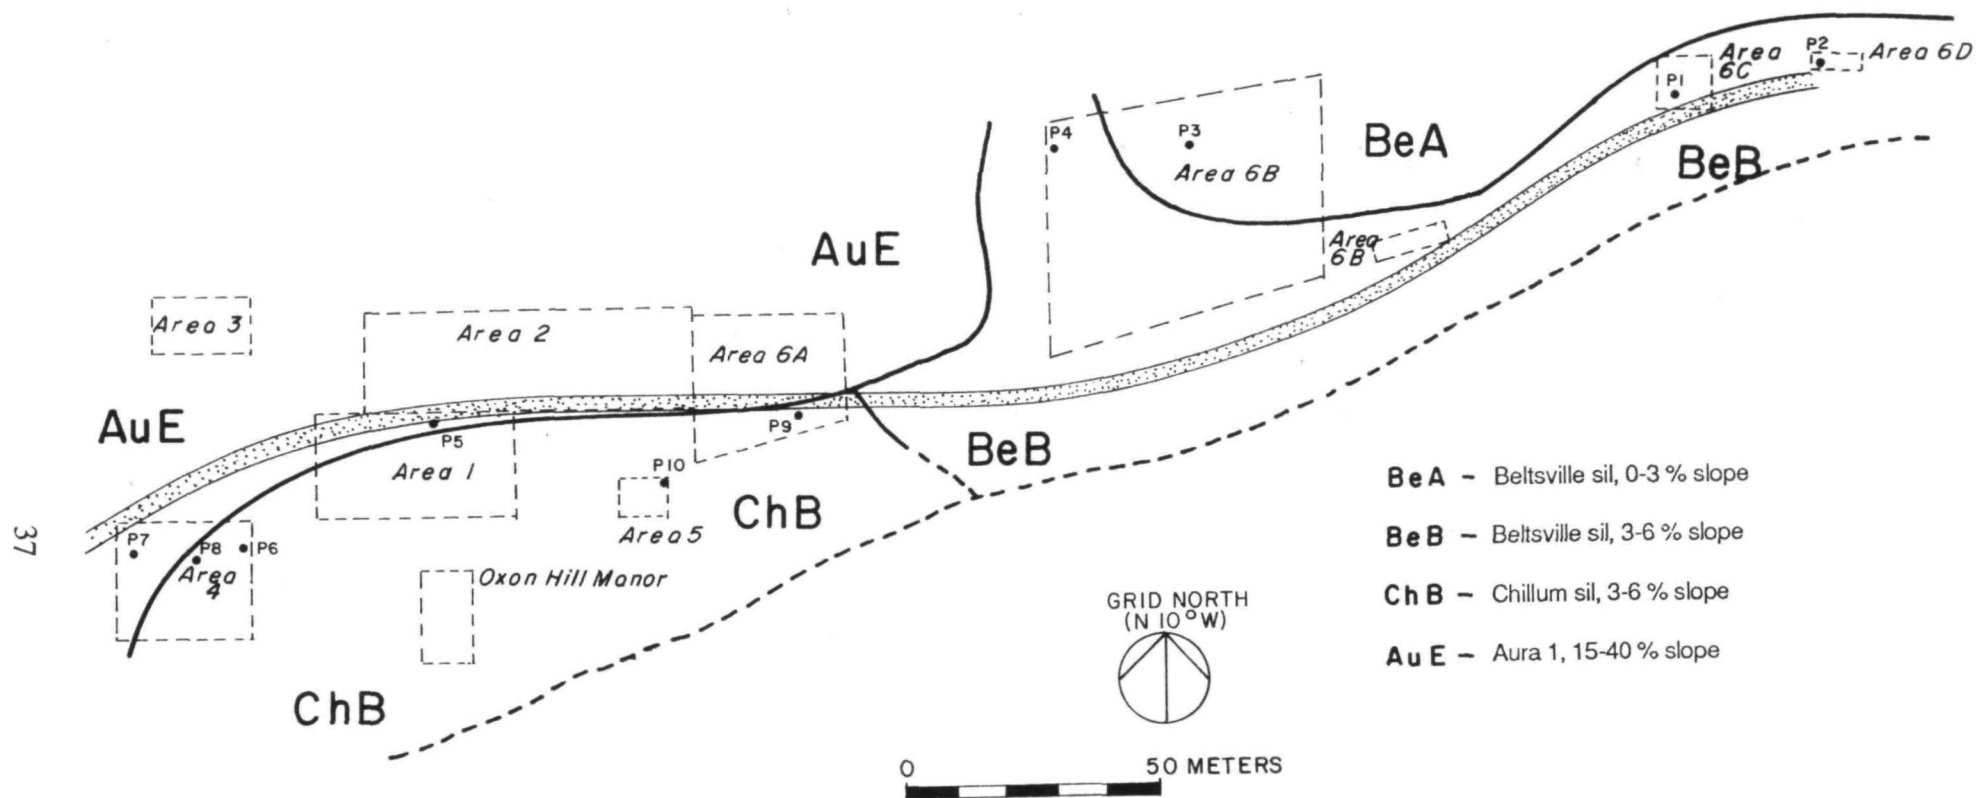 P2
Area 6D
Area
6C
P1
P4
P3
BeA
Area 6B
BeB
AuE
Area
6B
Area 3
Area 2
Area 6A
AuE
P5
P9
Area 1
P10
BeB
ChB
Area 5
P7
P8
P6
Area
4
Oxon Hill Manor
ChB
37
GRID NORTH
(N 10°W)
0 50 METERS
BeA - Beltsville sil, 0-3 % slope
BeB - Beltsville sil, 3-6 % slope
ChB - Chillum sil, 3-6 % slope
AuE - Aura 1, 15-40 % slope